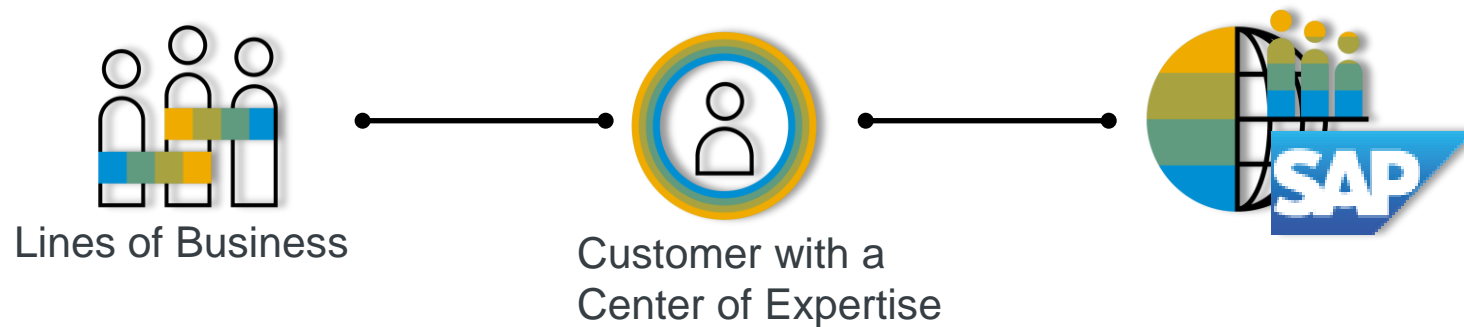 SAP
Lines of Business
Customer with a
Center of Expertise